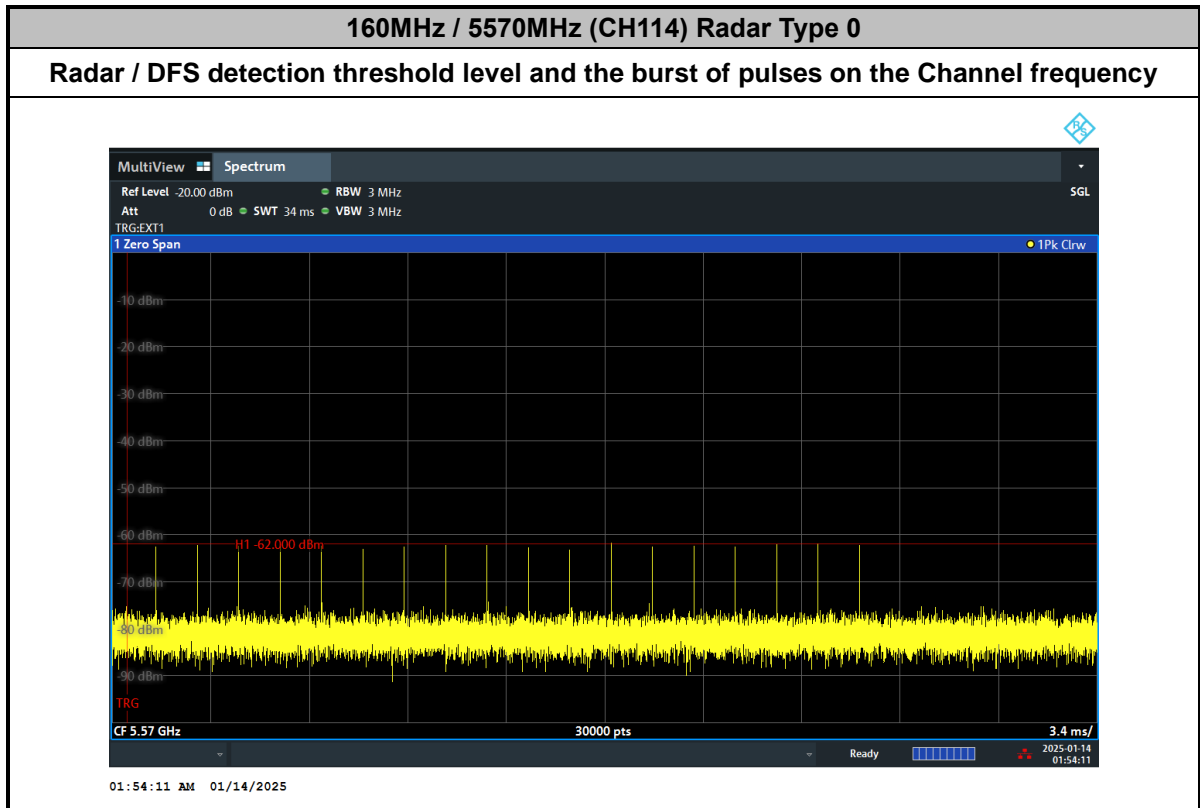 160MHz / 5570MHz (CH114) Radar Type 0
Radar / DFS detection threshold level and the burst of pulses on the Channel frequency
R&S
MultiView Spectrum
Ref Level -20.00 dBm RBW 3 MHz SGL
Att 0 dB SWT 34 ms VBW 3 MHz
TRG:EXT1
1 Zero Span 1Pk Clrw
-10 dBm
-20 dBm
-30 dBm
-40 dBm
-50 dBm
-60 dBm
H1 -62.000 dBm
-70 dBm
-80 dBm
-90 dBm
TRG
CF 5.57 GHz 30000 pts 3.4 ms/
Ready 2025-01-14
01:54:11
01:54:11 AM 01/14/2025